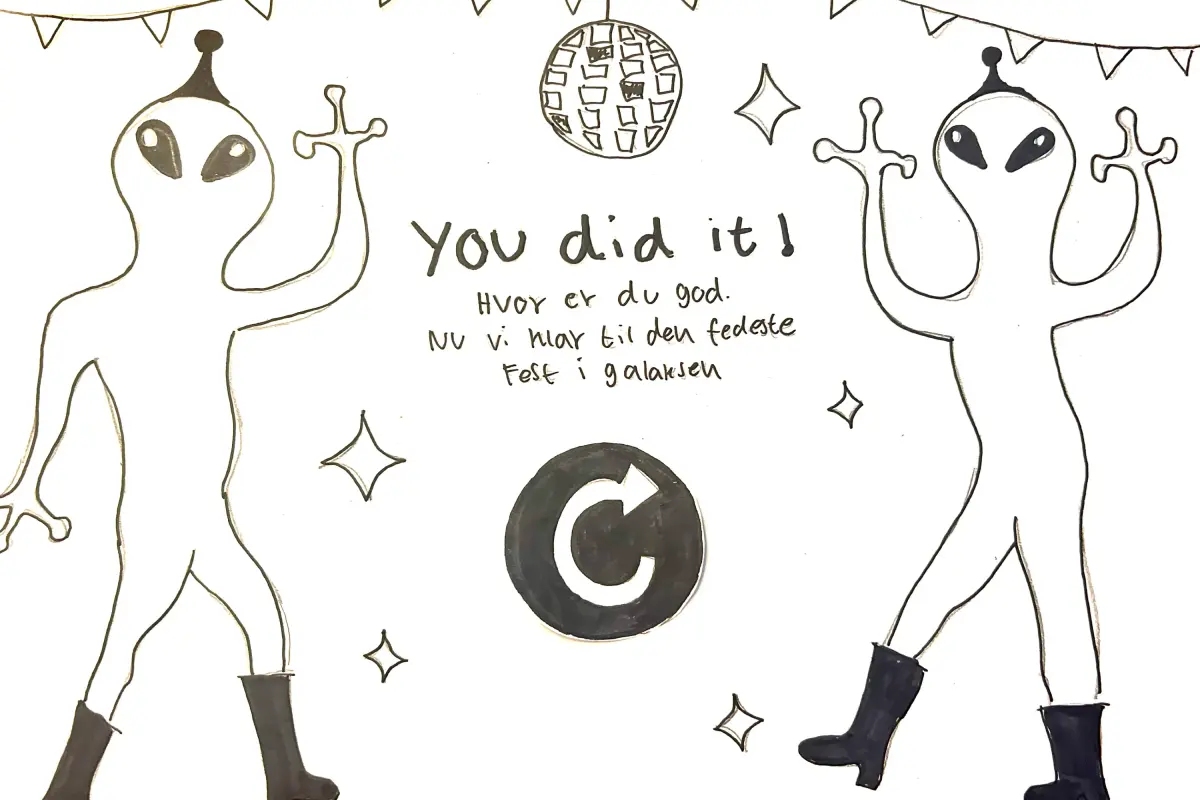 You did it!
Hvor er du god.
Nu vi klar til den fedeste
Fest i galaksen